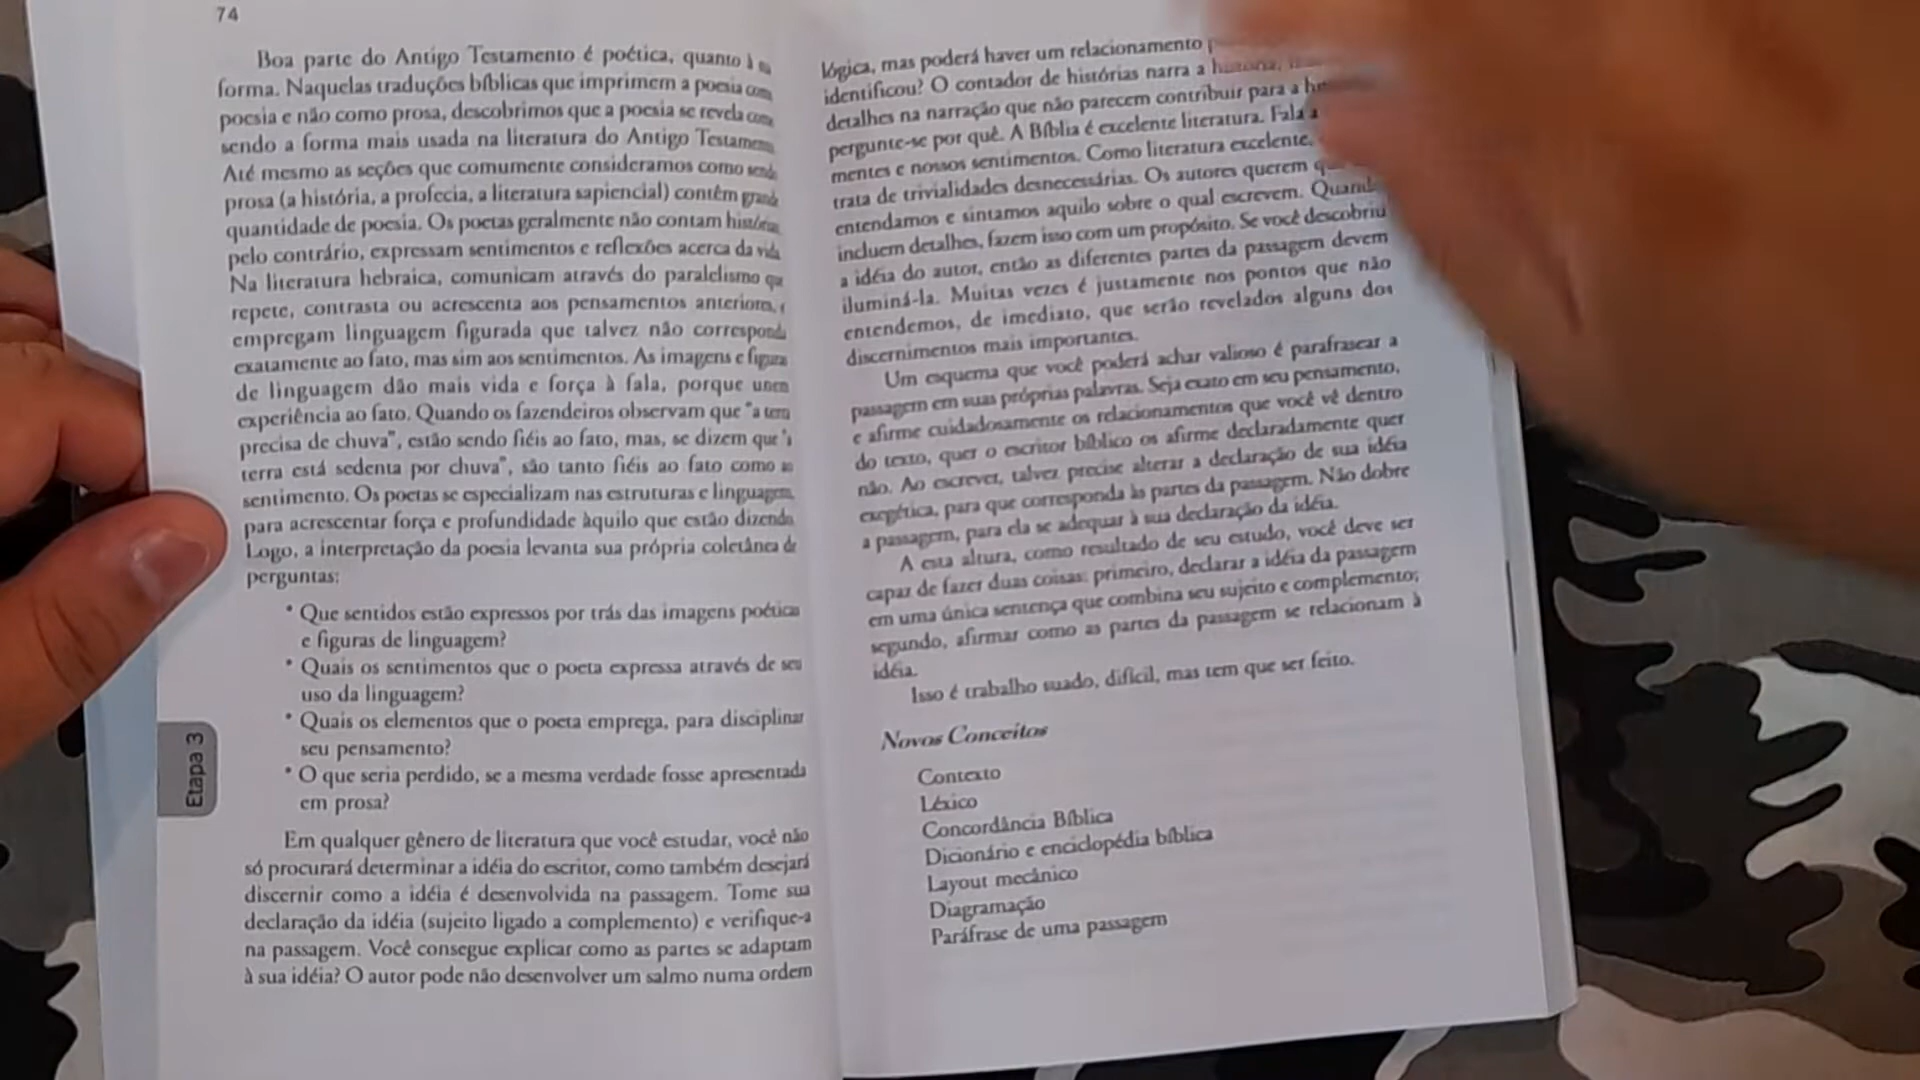 74
Boa parte do Antigo Testamento é poética, quanto à
forma. Naquelas traduções bíblicas que imprimem a poesia como
poesia e não como prosa, descobrimos que a poesia se revela como
sendo a forma mais usada na literatura do Antigo Testamento.
Até mesmo as seções que comumente consideramos como sendo
prosa (a história, a profecia, a literatura sapiencial) contêm grande
quantidade de poesia. Os poetas geralmente não contam histórias
pelo contrário, expressam sentimentos e reflexões acerca da vida
Na literatura hebraica, comunicam através do paralelismo que
repete, contrasta ou acrescenta aos pensamentos anteriores, e
empregam linguagem figurada que talvez não corresponda
exatamente ao fato, mas sim aos sentimentos. As imagens e figuras
de linguagem dão mais vida e força à fala, porque unem
experiência ao fato. Quando os fazendeiros observam que "a terra
precisa de chuva", estão sendo fiéis ao fato, mas, se dizem que "a
terra está sedenta por chuva", são tanto fiéis ao fato como ao
sentimento. Os poetas se especializam nas estruturas e linguagem,
para acrescentar força e profundidade àquilo que estão dizendo.
Logo, a interpretação da poesia levanta sua própria coletânea de
perguntas:
* Que sentidos estão expressos por trás das imagens poéticas
e figuras de linguagem?
* Quais os sentimentos que o poeta expressa através de seu
uso da linguagem?
* Quais os elementos que o poeta emprega, para disciplinar
seu pensamento?
* O que seria perdido, se a mesma verdade fosse apresentada
em prosa?
Em qualquer gênero de literatura que você estudar, você não
só procurará determinar a idéia do escritor, como também desejará
discernir como a idéia é desenvolvida na passagem. Tome sua
declaração da idéia (sujeito ligado a complemento) e verifique-a
na passagem. Você consegue explicar como as partes se adaptam
à sua idéia? O autor pode não desenvolver um salmo numa ordem
Etapa 3
lógica, mas poderá haver um relacionamento
identificou? O contador de histórias narra a história,
detalhes na narração que não parecem contribuir para a
pergunte-se por quê. A Bíblia é excelente literatura. Fala a
mentes e nossos sentimentos. Como literatura excelente,
trata de trivialidades desnecessárias. Os autores querem
entendamos e sintamos aquilo sobre o qual escrevem. Quando
incluem detalhes, fazem isso com um propósito. Se você descobriu
a idéia do autor, então as diferentes partes da passagem devem
iluminá-la. Muitas vezes é justamente nos pontos que não
entendemos, de imediato, que serão revelados alguns dos
discernimentos mais importantes.
Um esquema que você poderá achar valioso é parafrasear a
passagem em suas próprias palavras. Seja exato em seu pensamento,
e afirme cuidadosamente os relacionamentos que você vê dentro
do texto, quer o escritor bíblico os afirme declaradamente quer
não. Ao escrever, talvez precise alterar a declaração de sua idéia
exegética, para que corresponda às partes da passagem. Não dobre
a passagem, para ela se adequar à sua declaração da idéia.
A esta altura, como resultado de seu estudo, você deve ser
capaz de fazer duas coisas: primeiro, declarar a idéia da passagem
em uma única sentença que combina seu sujeito e complemento;
segundo, afirmar como as partes da passagem se relacionam à
idéia.
Isso é trabalho suado, difícil, mas tem que ser feito.
Novos Conceitos
Contexto
Léxico
Concordância Bíblica
Dicionário e enciclopédia bíblica
Layout mecânico
Diagramação
Paráfrase de uma passagem